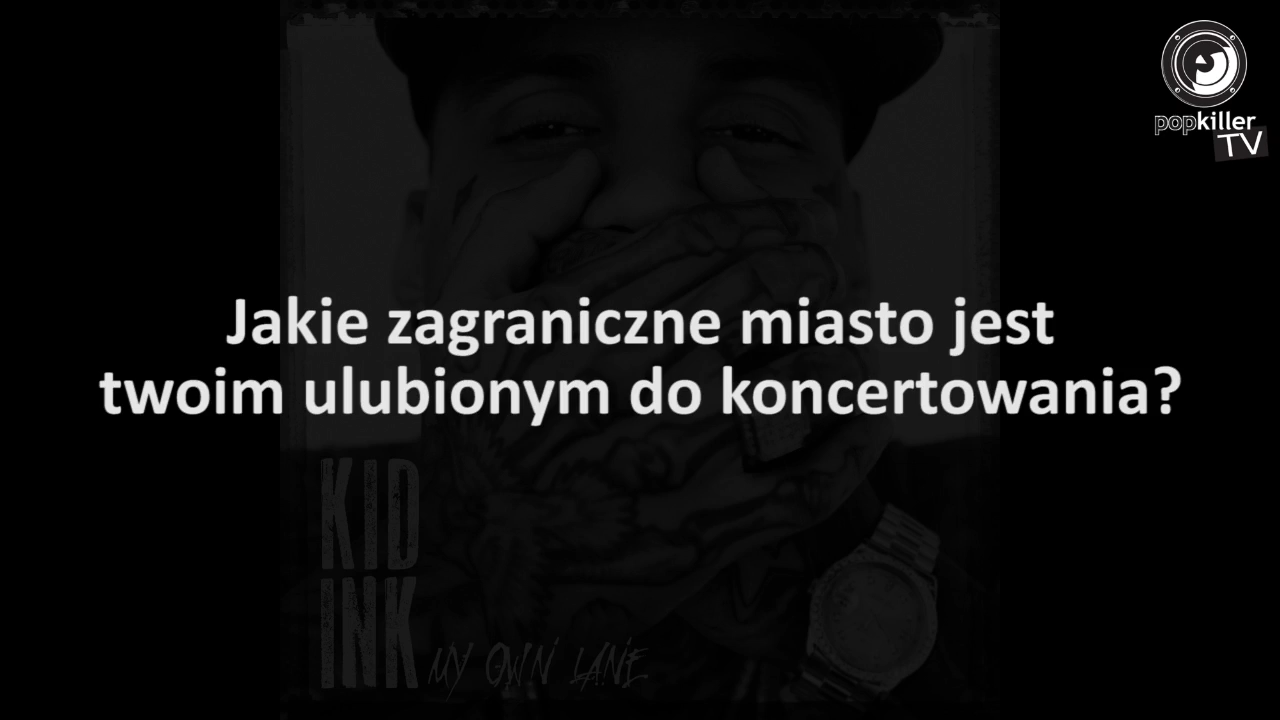 popkiller
TV
Jakie zagraniczne miasto jest
twoim ulubionym do koncertowania?
KID
INK
MY OWN LANE